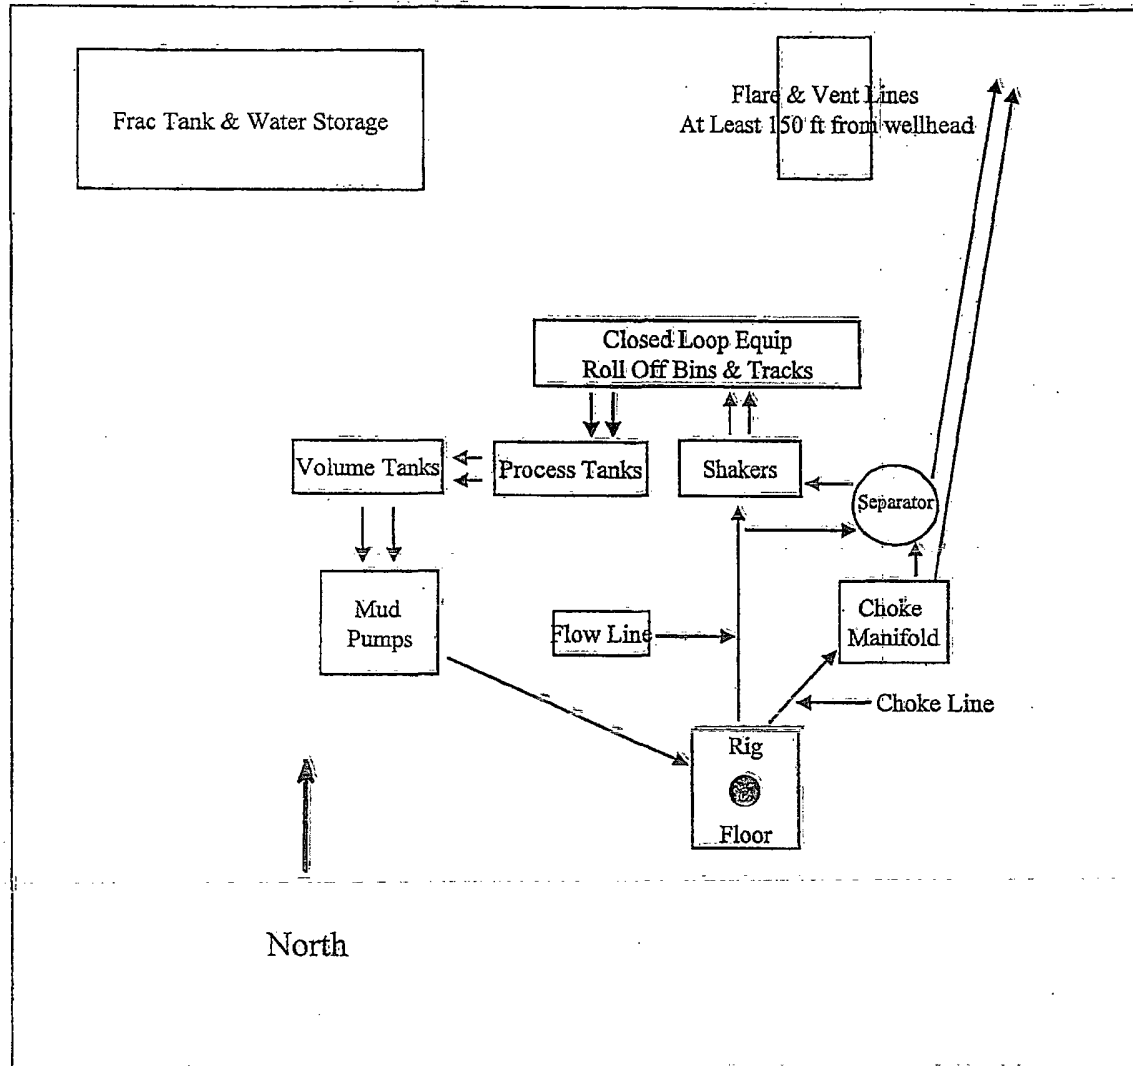 Frac Tank & Water Storage
Flare & Vent Lines
At Least 150 ft from wellhead
Closed Loop Equip
Roll Off Bins & Tracks
Volume Tanks
Process Tanks
Shakers
Separator
Mud
Pumps
Flow Line
Choke
Manifold
Choke Line
Rig
Floor
North